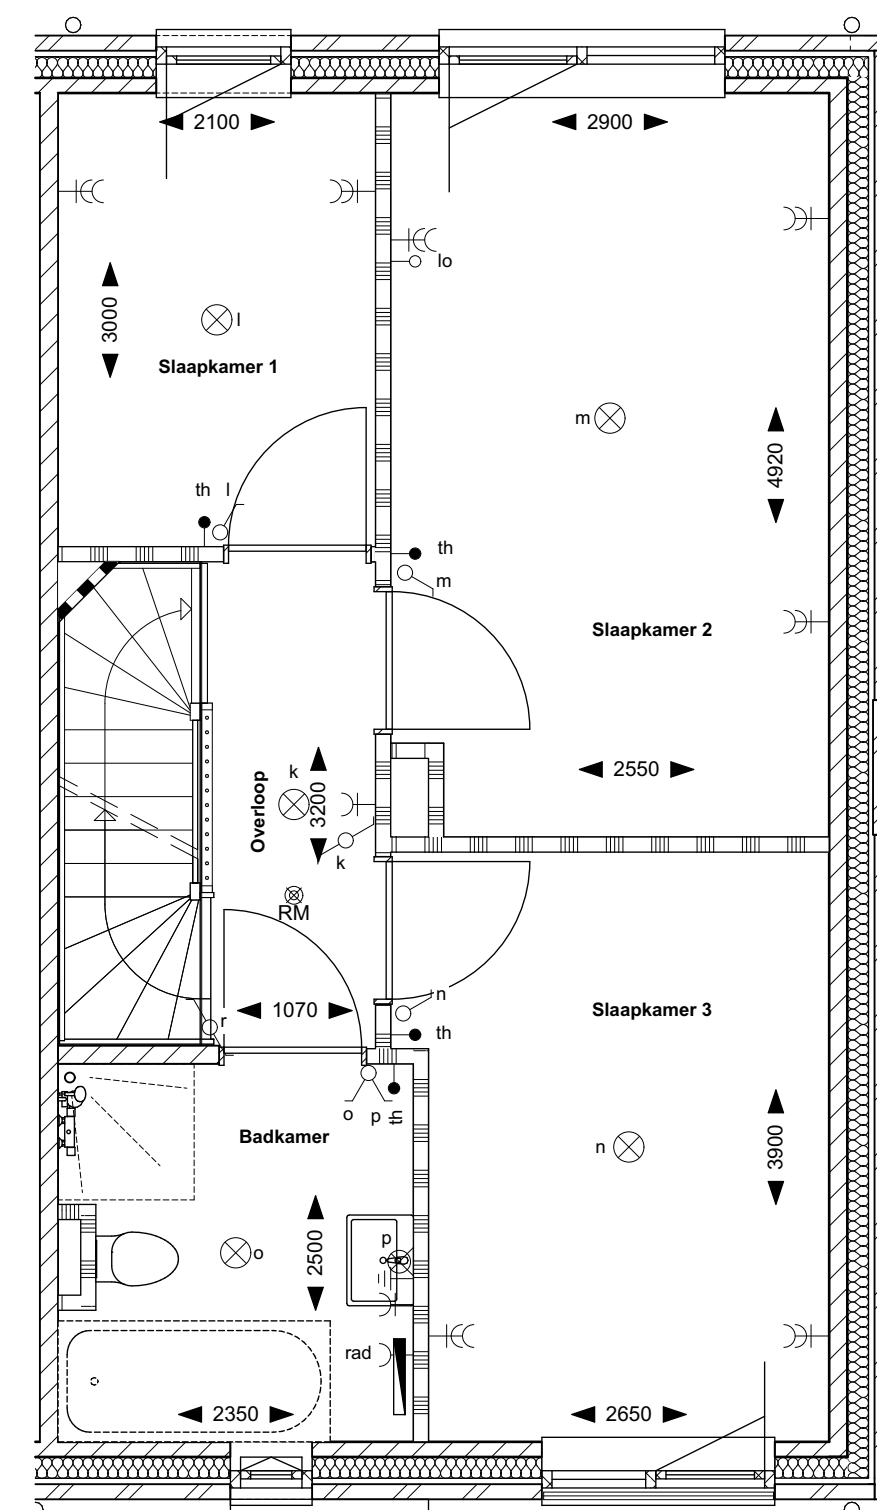 2100
2900
lo
3000
l
Slaapkamer 1
m
4920
th l
th
m
Slaapkamer 2
2550
k
Overloop
3200
k
RM
n
1070
r
Slaapkamer 3
th
o p th
Badkamer
n
3900
p
o
2500
rad
2350
2650